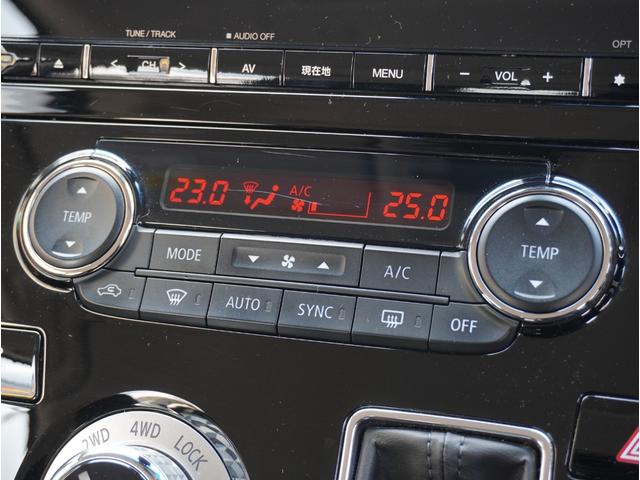 TUNE / TRACK
■ AUDIO OFF
OPT
< CH >
AV
現在地
MENU
− VOL +
23.0
A/C
25.0
TEMP
TEMP
MODE
A/C
AUTO
SYNC
OFF
2WD 4WD LOCK